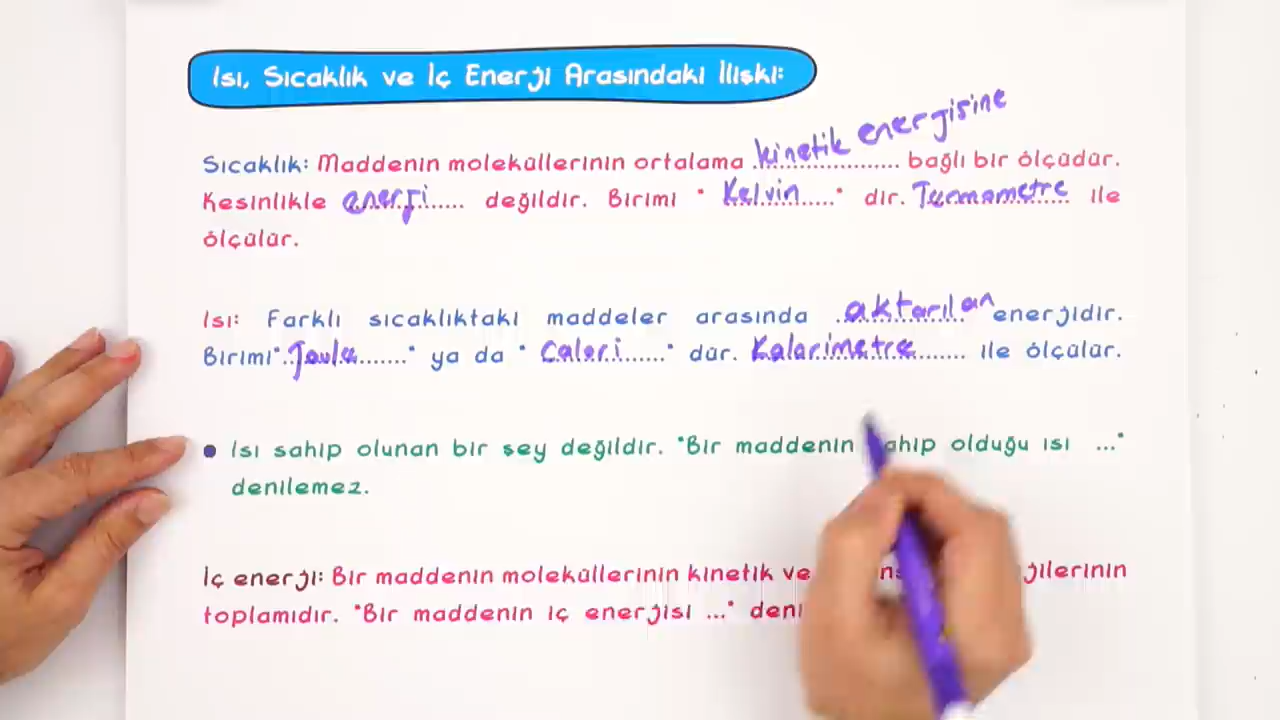 Isı, Sıcaklık ve İç Enerji Arasındaki İlişki:
Sıcaklık: Maddenin moleküllerinin ortalama kinetik energisine bağlı bir ölçüdür.
Kesinlikle enerji değildir. Birimi "Kelvin" dir. Termometre ile
ölçülür.
Isı: Farklı sıcaklıktaki maddeler arasında aktarılan enerjidir.
Birimi "Joule" ya da "Calori" dür. Kalorimetre ile ölçülür.
• Isı sahip olunan bir şey değildir. "Bir maddenin sahip olduğu ısı ..."
denilemez.
İç enerji: Bir maddenin moleküllerinin kinetik ve
toplamıdır. "Bir maddenin iç enerjisi ..."